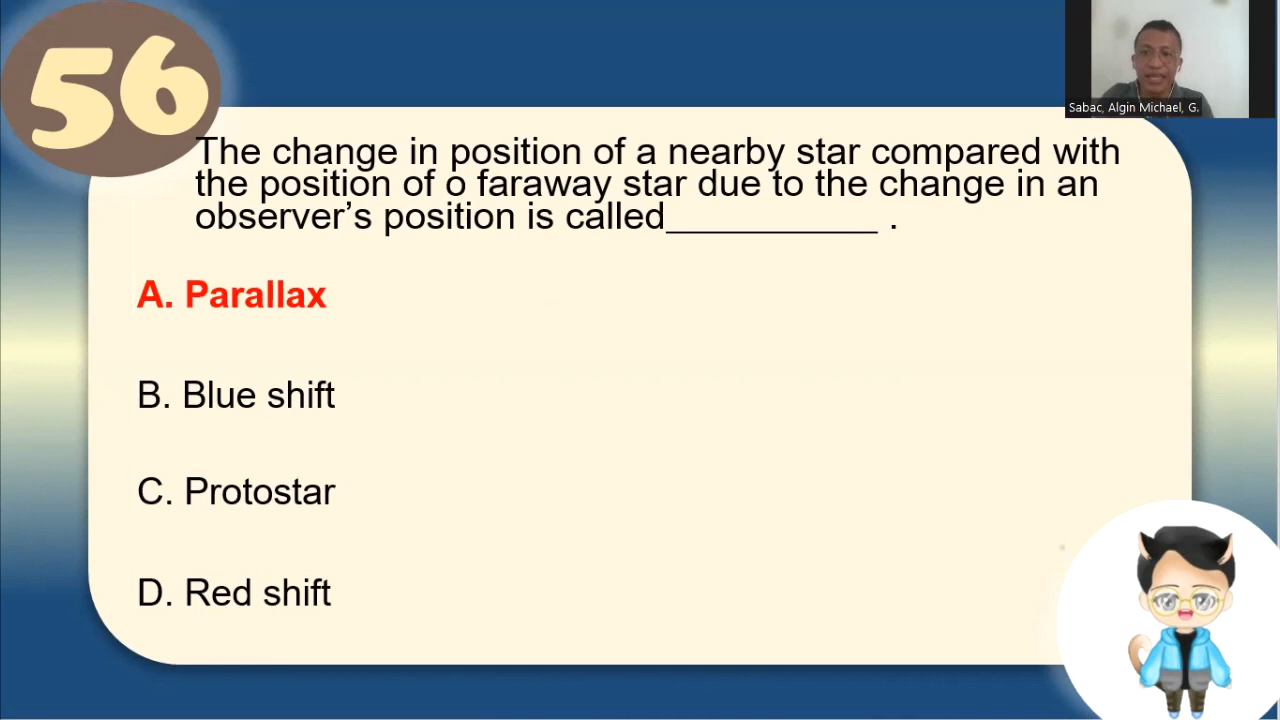 56
Sabac, Algin Michael, G.
The change in position of a nearby star compared with
the position of o faraway star due to the change in an
observer’s position is called___________ .
A. Parallax
B. Blue shift
C. Protostar
D. Red shift